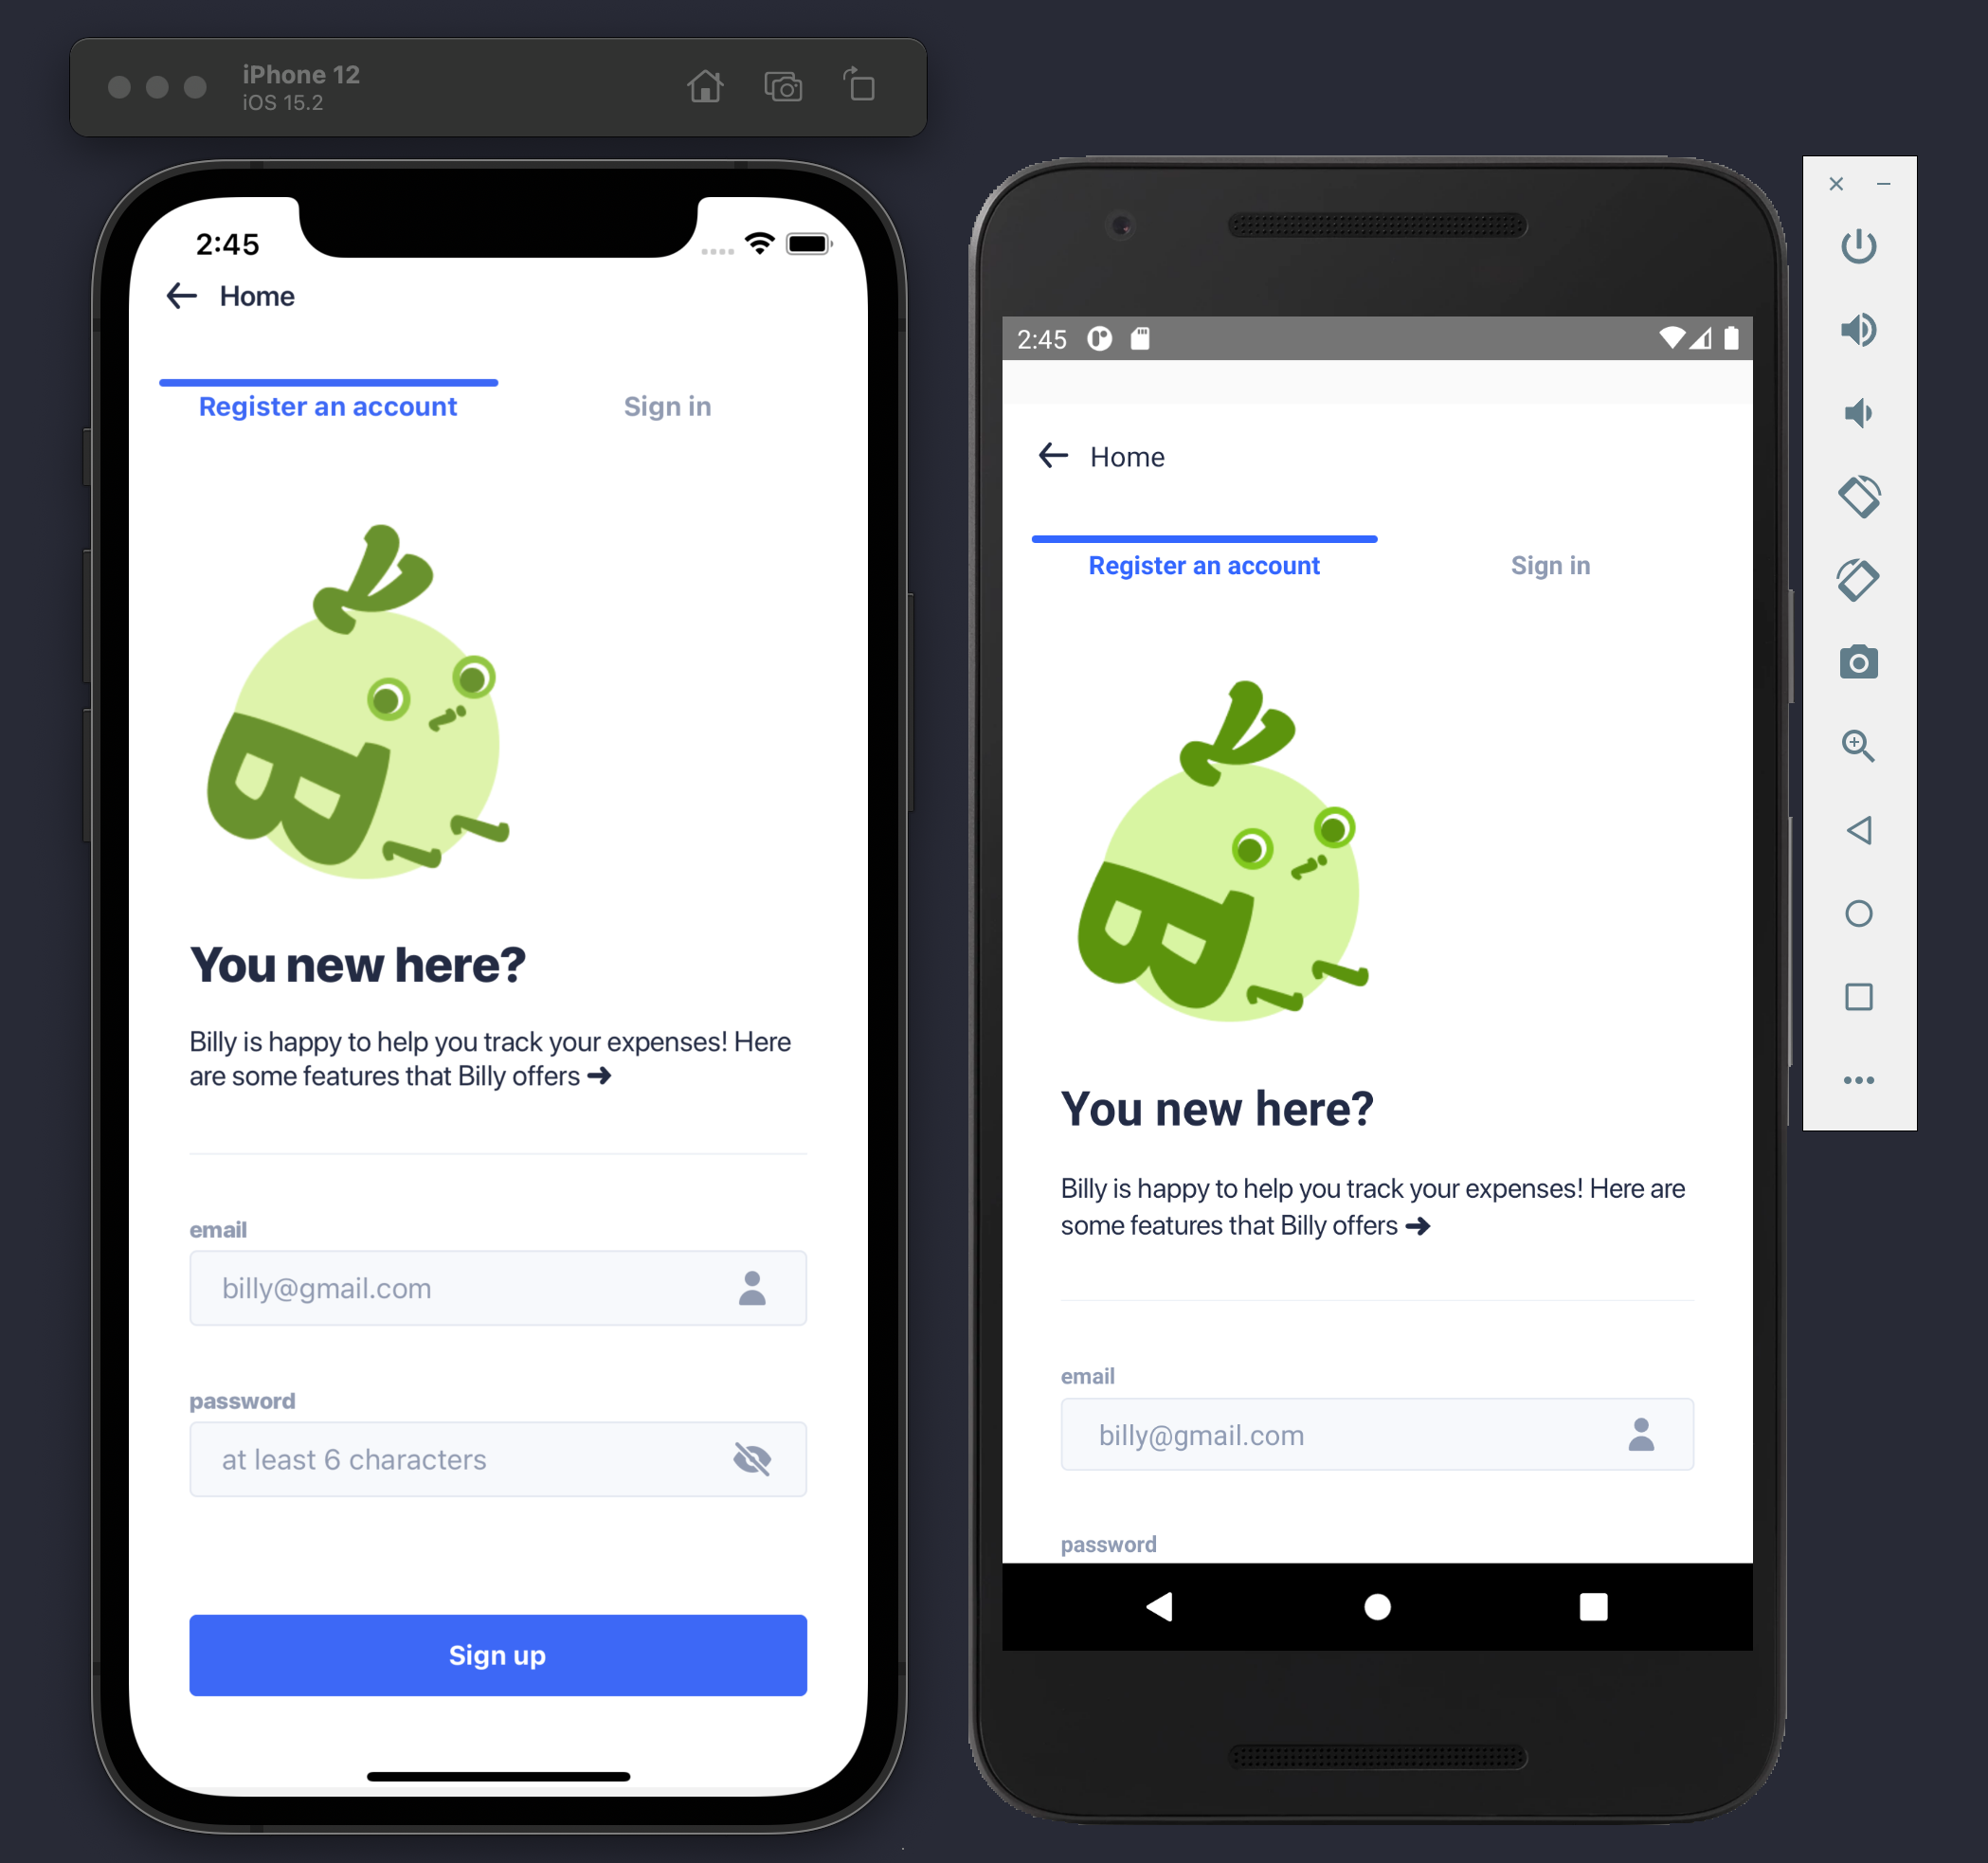 iPhone 12
iOS 15.2
2:45
Home
Register an account
Sign in
B
You new here?
Billy is happy to help you track your expenses! Here
are some features that Billy offers ➔
email
billy@gmail.com
password
at least 6 characters
Sign up
2:45
Home
Register an account
Sign in
B
You new here?
Billy is happy to help you track your expenses! Here are
some features that Billy offers ➔
email
billy@gmail.com
password